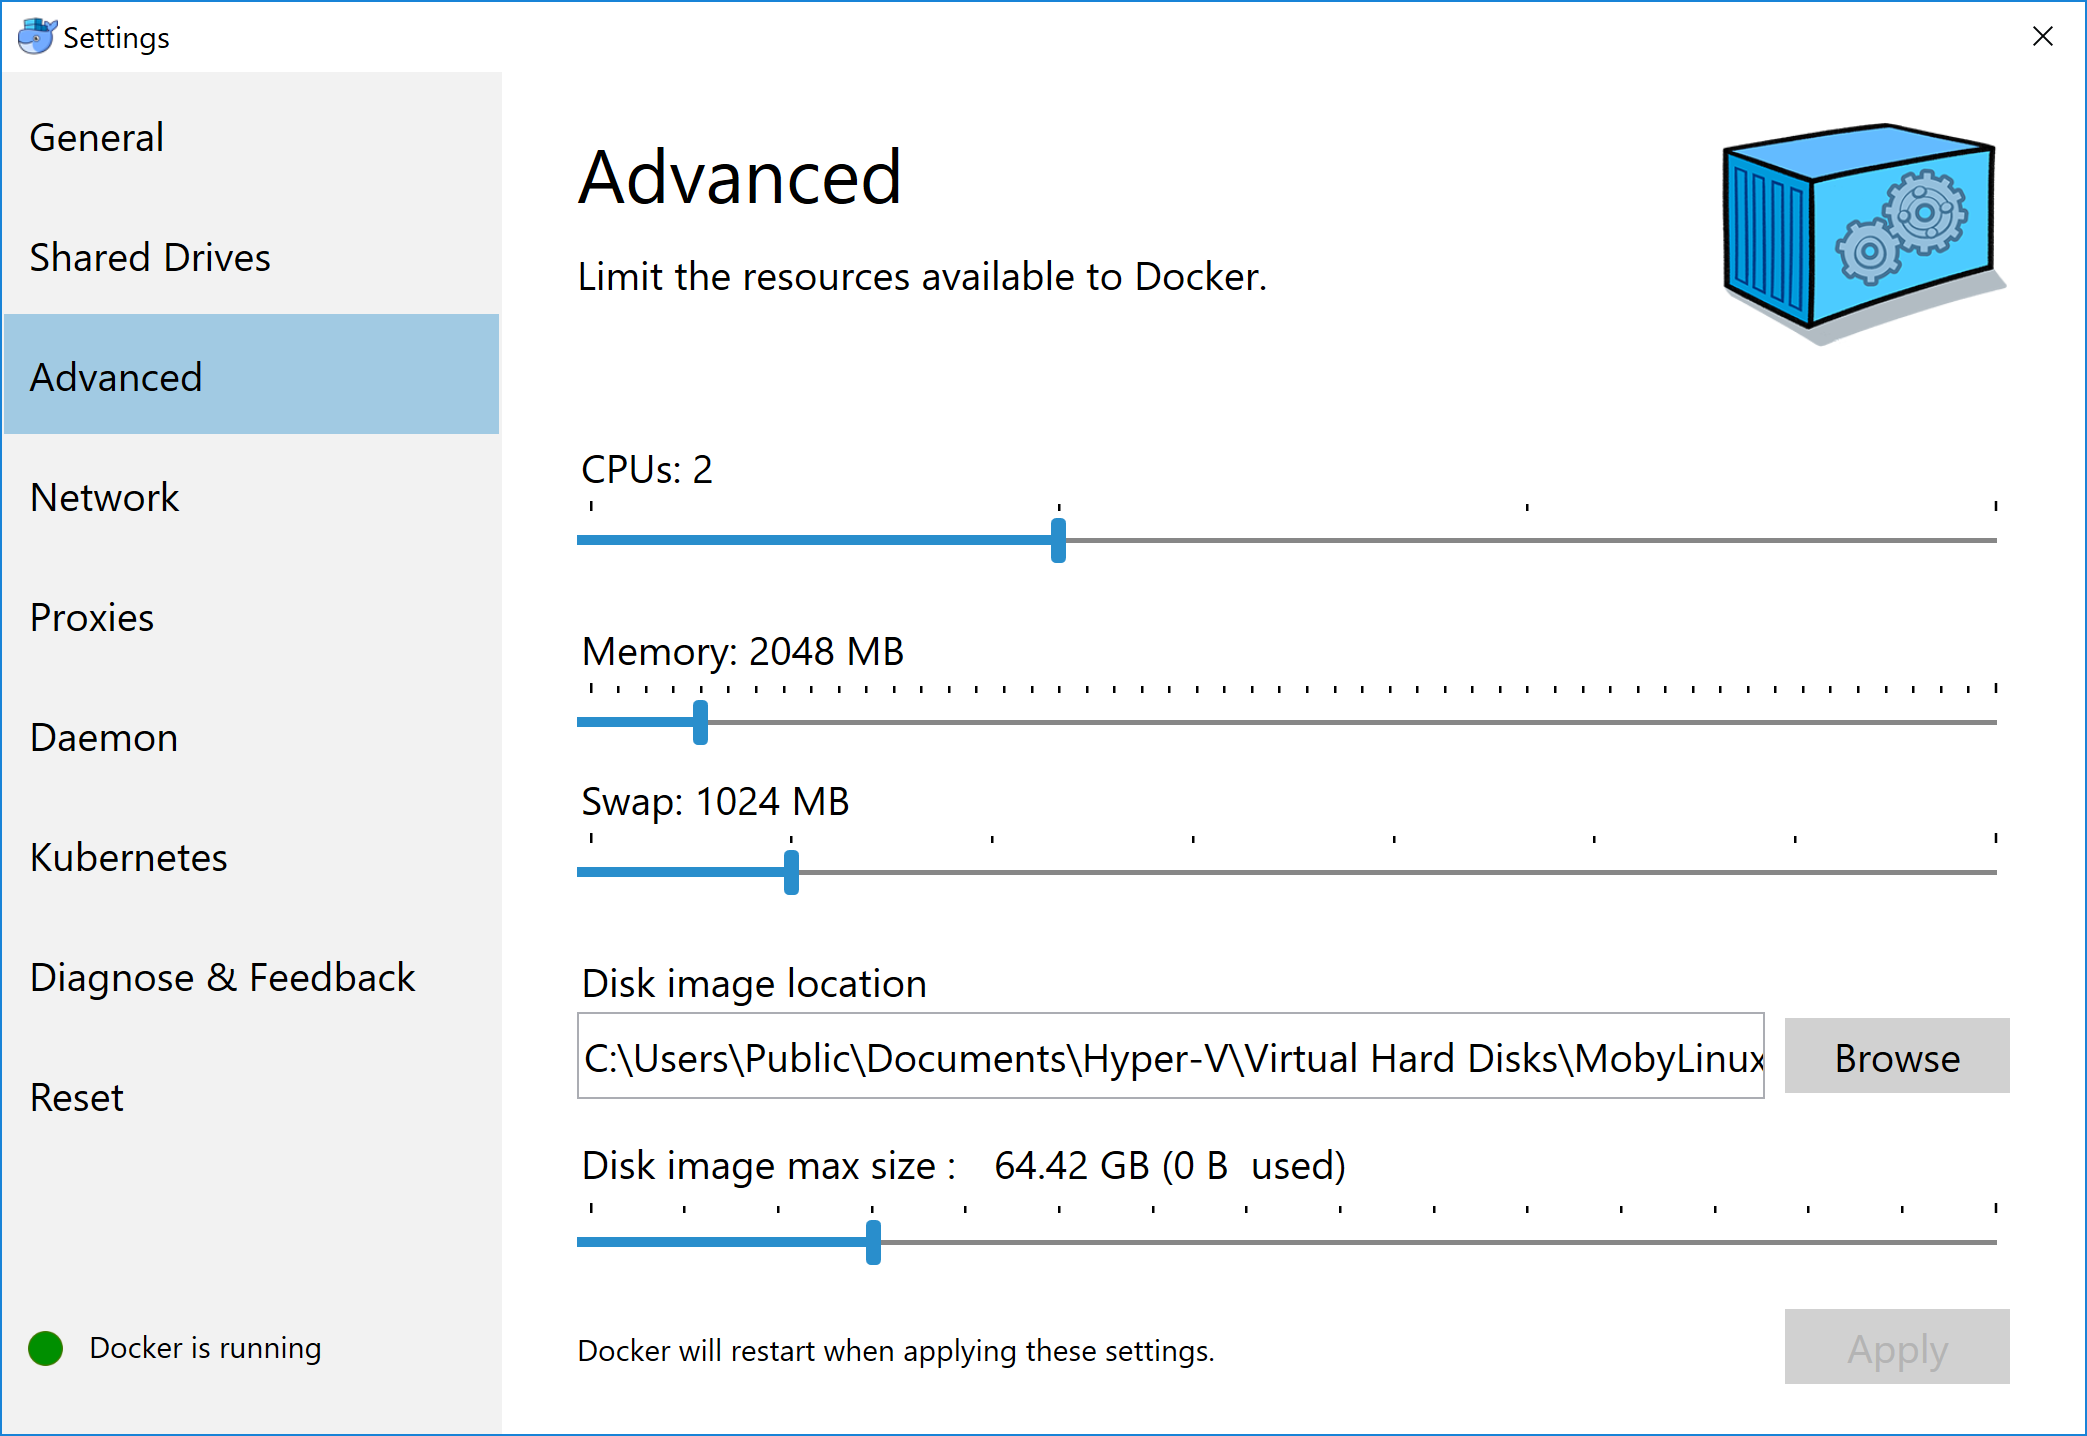 Settings
General
Shared Drives
Advanced
Network
Proxies
Daemon
Kubernetes
Diagnose & Feedback
Reset
Docker is running
Advanced
Limit the resources available to Docker.
CPUs: 2
Memory: 2048 MB
Swap: 1024 MB
Disk image location
C:\Users\Public\Documents\Hyper-V\Virtual Hard Disks\MobyLinux
Browse
Disk image max size : 64.42 GB (0 B used)
Docker will restart when applying these settings.
Apply